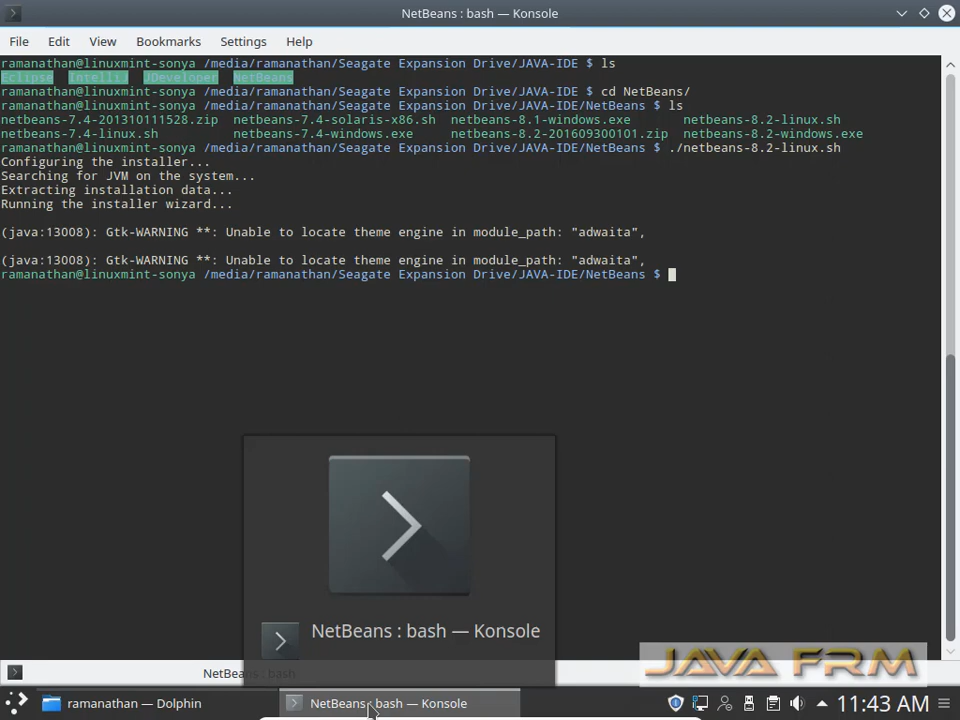 NetBeans : bash — Konsole
File Edit View Bookmarks Settings Help
ramanathan@linuxmint-sonya /media/ramanathan/Seagate Expansion Drive/JAVA-IDE $ ls
Eclipse Intellij JDeveloper NetBeans
ramanathan@linuxmint-sonya /media/ramanathan/Seagate Expansion Drive/JAVA-IDE $ cd NetBeans/
ramanathan@linuxmint-sonya /media/ramanathan/Seagate Expansion Drive/JAVA-IDE/NetBeans $ ls
netbeans-7.4-201310111528.zip netbeans-7.4-solaris-x86.sh netbeans-8.1-windows.exe netbeans-8.2-linux.sh
netbeans-7.4-linux.sh netbeans-7.4-windows.exe netbeans-8.2-201609300101.zip netbeans-8.2-windows.exe
ramanathan@linuxmint-sonya /media/ramanathan/Seagate Expansion Drive/JAVA-IDE/NetBeans $ ./netbeans-8.2-linux.sh
Configuring the installer...
Searching for JVM on the system...
Extracting installation data...
Running the installer wizard...
(java:13008): Gtk-WARNING **: Unable to locate theme engine in module_path: "adwaita",
(java:13008): Gtk-WARNING **: Unable to locate theme engine in module_path: "adwaita",
ramanathan@linuxmint-sonya /media/ramanathan/Seagate Expansion Drive/JAVA-IDE/NetBeans $
NetBeans : bash — Konsole
NetBeans : bash
JAVA FRM
ramanathan — Dolphin
NetBeans : bash — Konsole
11:43 AM